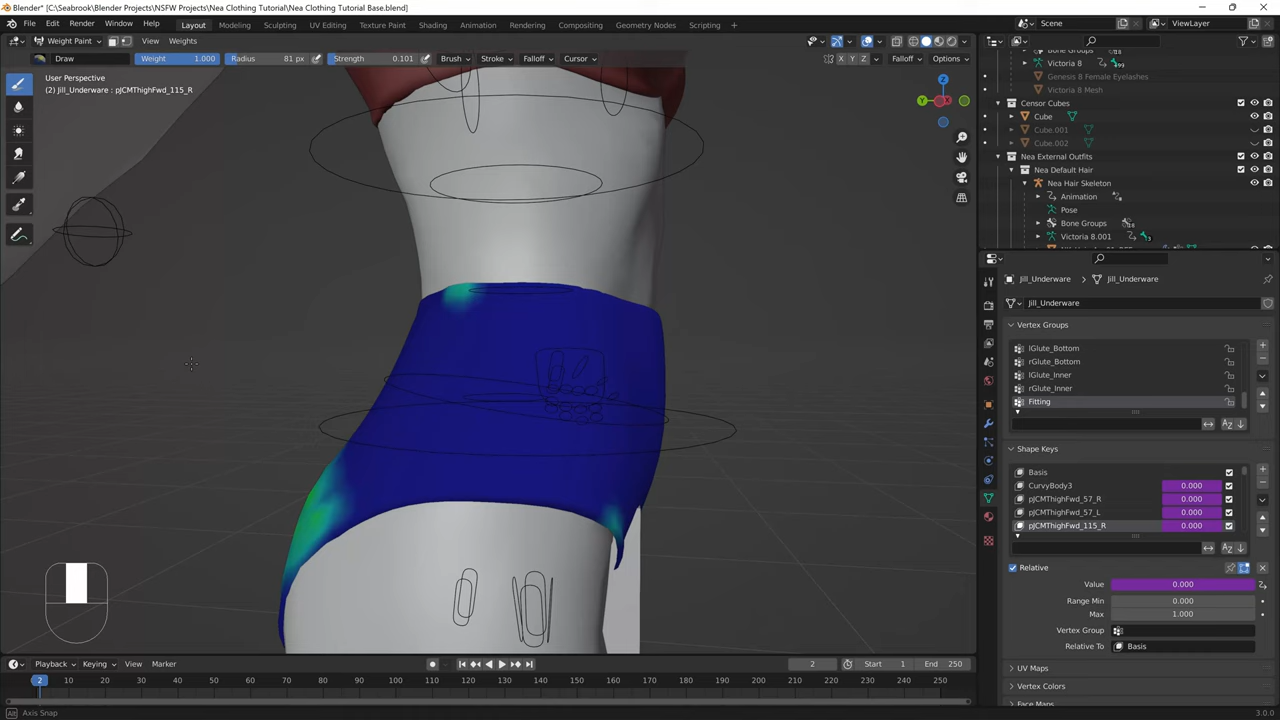 Blender* [C:\Seabrook\Blender Projects\NSFW Projects\Nea Clothing Tutorial\Nea Clothing Tutorial Base.blend]
File Edit Render Window Help Layout Modeling Sculpting UV Editing Texture Paint Shading Animation Rendering Compositing Geometry Nodes Scripting + Scene ViewLayer
Weight Paint View Weights
Draw Weight 1.000 Radius 81 px Strength 0.101 Brush Stroke Falloff Cursor X Y Z Falloff Options
User Perspective
(2) Jill_Underware : pJCMThighFwd_115_R
Z
Y
X
Bone Groups
Victoria 8
Genesis 8 Female Eyelashes
Victoria 8 Mesh
Censor Cubes
Cube
Cube.001
Cube.002
Nea External Outfits
Nea Default Hair
Nea Hair Skeleton
Animation
Pose
Bone Groups
Victoria 8.001
Jill_Underware Jill_Underware
Jill_Underware
Vertex Groups
lGlute_Bottom
rGlute_Bottom
lGlute_Inner
rGlute_Inner
Fitting
Shape Keys
Basis
CurvyBody3 0.000
pJCMThighFwd_57_R 0.000
pJCMThighFwd_57_L 0.000
pJCMThighFwd_115_R 0.000
Relative
Value 0.000
Range Min 0.000
Max 1.000
Vertex Group
Relative To Basis
UV Maps
Vertex Colors
Face Maps
Playback Keying View Marker 2 Start 1 End 250
2 10 20 30 40 50 60 70 80 90 100 110 120 130 140 150 160 170 180 190 200 210 220 230 240 250
Axis Snap 3.0.0